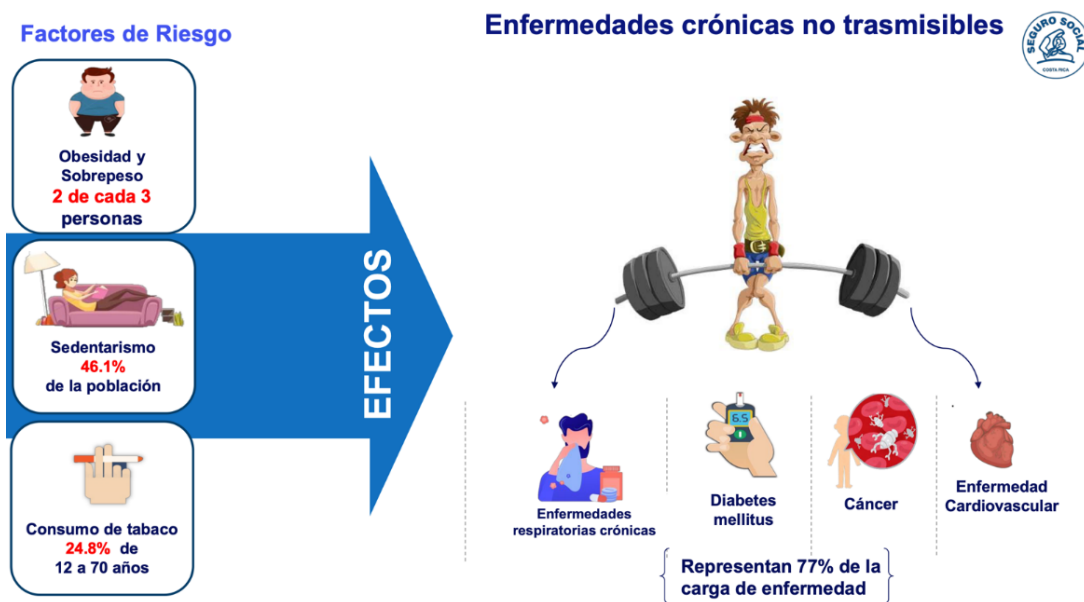 Factores de Riesgo
Obesidad y
Sobrepeso
2 de cada 3
personas
Sedentarismo
46.1%
de la población
Consumo de tabaco
24.8% de
12 a 70 años
EFECTOS
Enfermedades crónicas no trasmisibles
SEGURO SOCIAL
COSTA RICA
6.5
Enfermedades
respiratorias crónicas
Diabetes
mellitus
Cáncer
Enfermedad
Cardiovascular
Representan 77% de la
carga de enfermedad